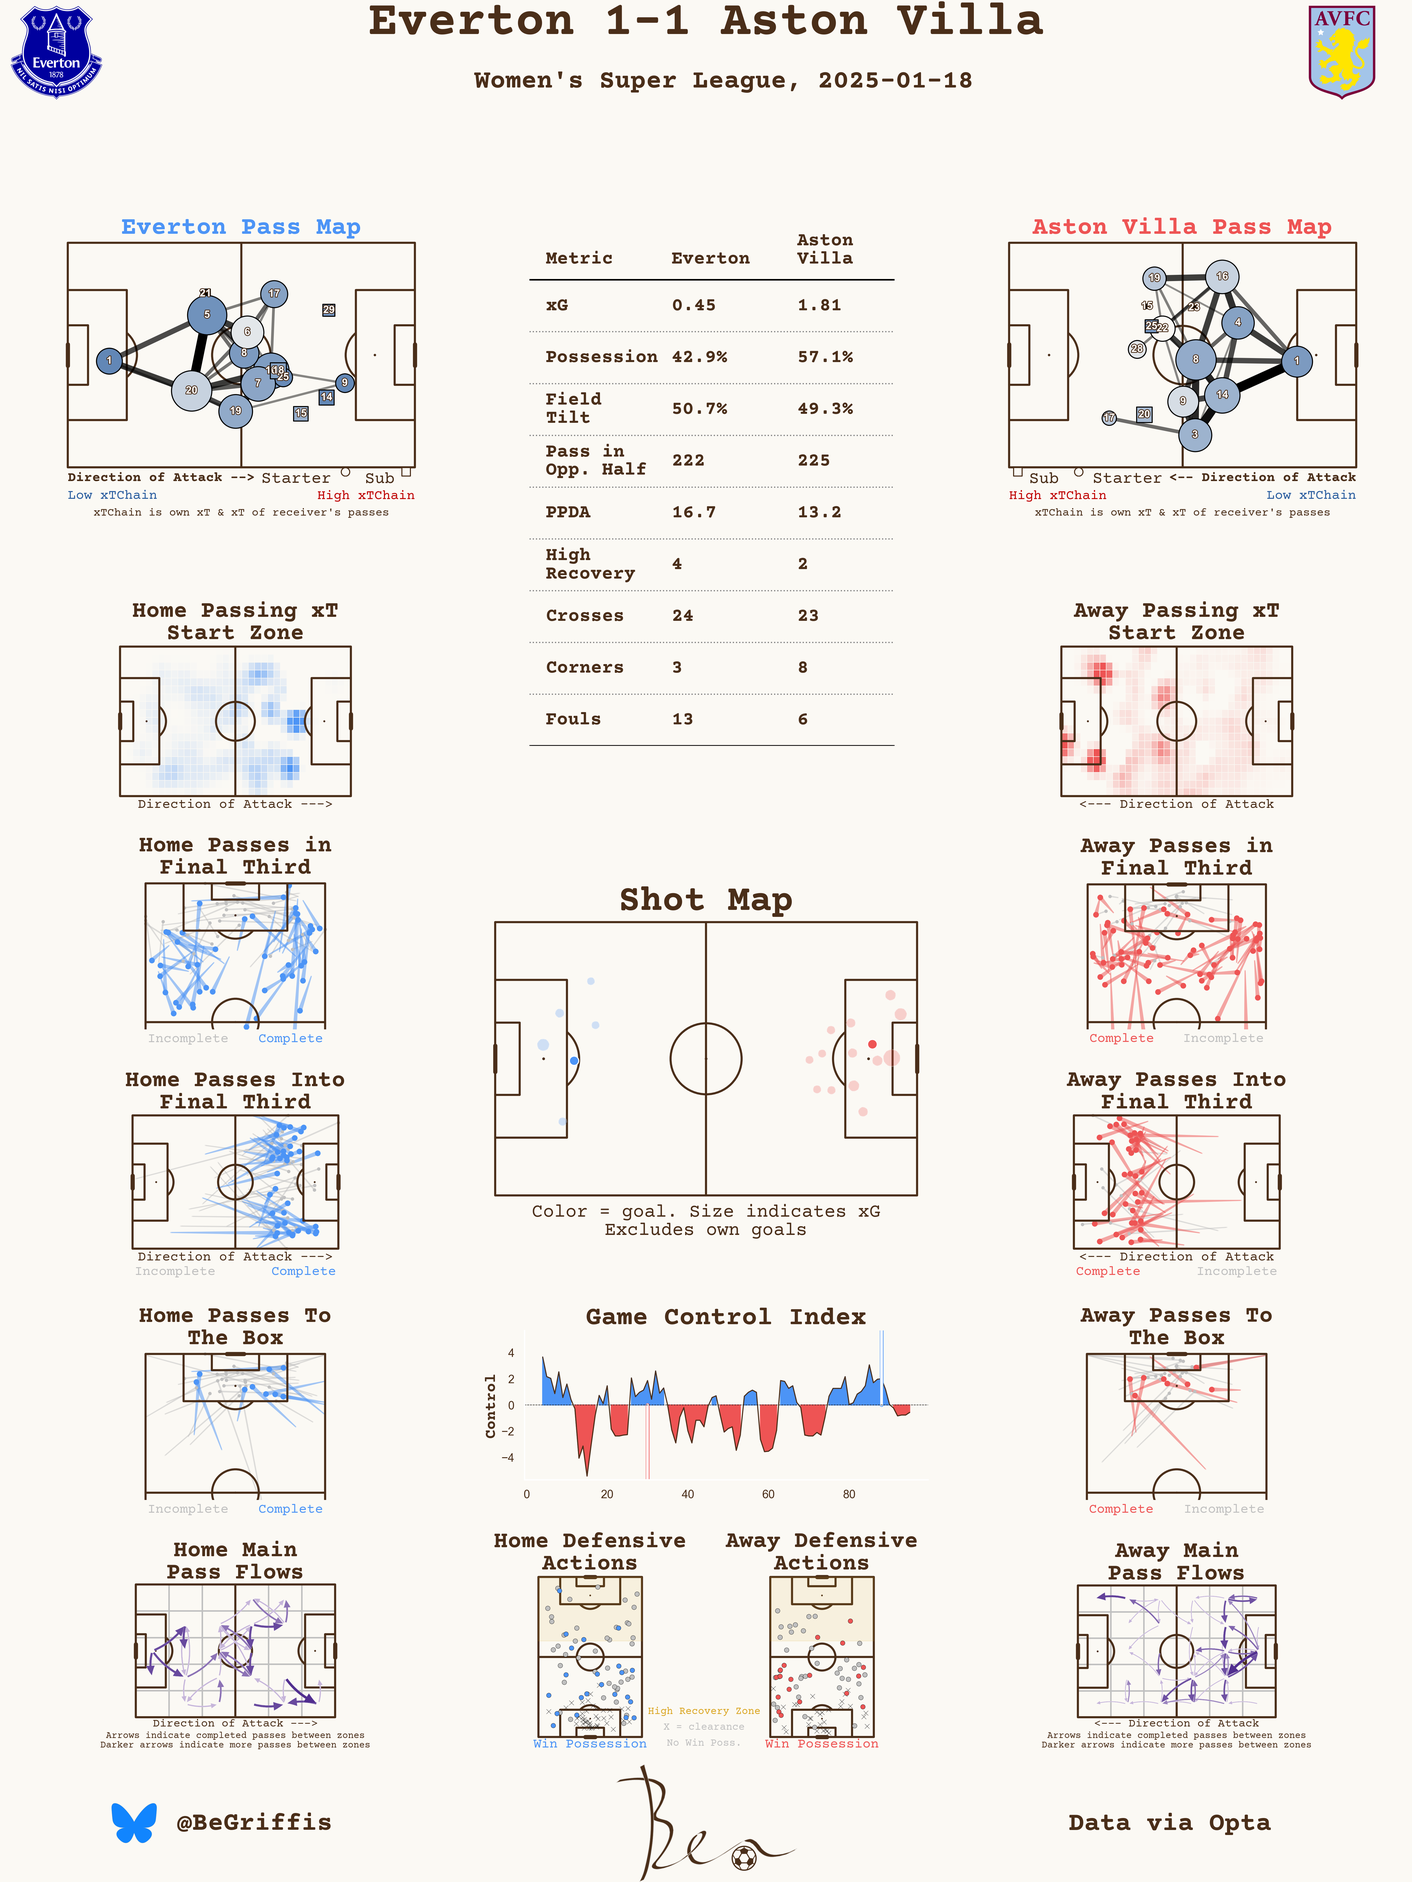 Everton 1-1 Aston Villa
Women's Super League, 2025-01-18
Everton
1878
NIL SATIS NISI OPTIMUM
AVFC
Everton Pass Map
21
17
29
5
6
1
8
18
25
20
7
9
14
19
15
Direction of Attack --> Starter Sub
Low xTChain High xTChain
xTChain is own xT & xT of receiver's passes
Metric Everton Aston Villa
xG 0.45 1.81
Possession 42.9% 57.1%
Field Tilt 50.7% 49.3%
Pass in Opp. Half 222 225
PPDA 16.7 13.2
High Recovery 4 2
Crosses 24 23
Corners 3 8
Fouls 13 6
Aston Villa Pass Map
19
16
15
23
25
22
4
28
8
1
9
14
17
20
3
Sub Starter <-- Direction of Attack
High xTChain Low xTChain
xTChain is own xT & xT of receiver's passes
Home Passing xT
Start Zone
Direction of Attack --->
Away Passing xT
Start Zone
<--- Direction of Attack
Home Passes in
Final Third
Incomplete Complete
Away Passes in
Final Third
Complete Incomplete
Shot Map
Color = goal. Size indicates xG
Excludes own goals
Home Passes Into
Final Third
Direction of Attack --->
Incomplete Complete
Away Passes Into
Final Third
<--- Direction of Attack
Complete Incomplete
Home Passes To
The Box
Incomplete Complete
Game Control Index
Control
4
2
0
−2
−4
0 20 40 60 80
Away Passes To
The Box
Complete Incomplete
Home Main
Pass Flows
Direction of Attack --->
Arrows indicate completed passes between zones
Darker arrows indicate more passes between zones
Home Defensive
Actions
Win Possession
Away Defensive
Actions
Win Possession
High Recovery Zone
X = clearance
No Win Poss.
Away Main
Pass Flows
<--- Direction of Attack
Arrows indicate completed passes between zones
Darker arrows indicate more passes between zones
@BeGriffis
Ben
Data via Opta